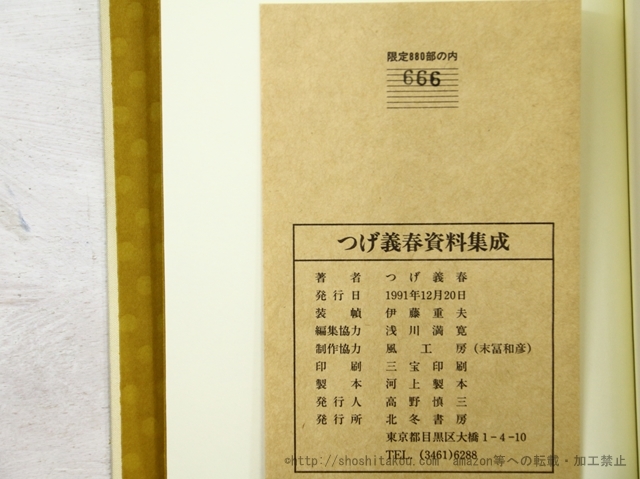 限定880部の内
666
つげ義春資料集成
著者 つげ義春
発行日 1991年12月20日
装幀 伊藤重夫
編集協力 浅川満寛
制作協力 風工房（末冨和彦）
印刷 三宝印刷
製本 河上製本
発行人 高野慎三
発行所 北冬書房
東京都目黒区大橋1-4-10
TEL. (3461)6288
©http://shoshitakou.com amazon等への転載・加工禁止